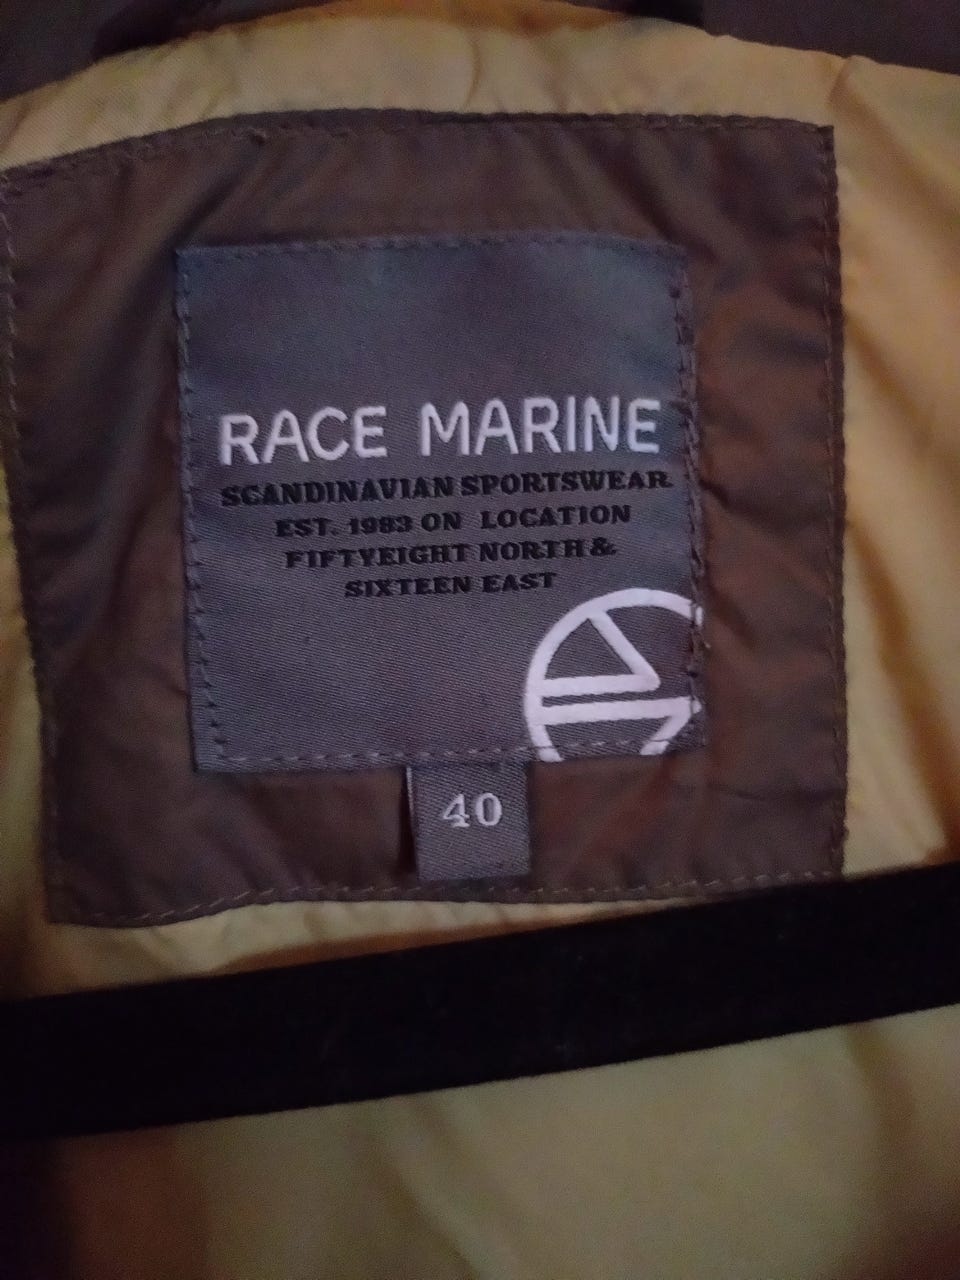 RACE MARINE
SCANDINAVIAN SPORTSWEAR
EST. 1983 ON LOCATION
FIFTYEIGHT NORTH &
SIXTEEN EAST
40